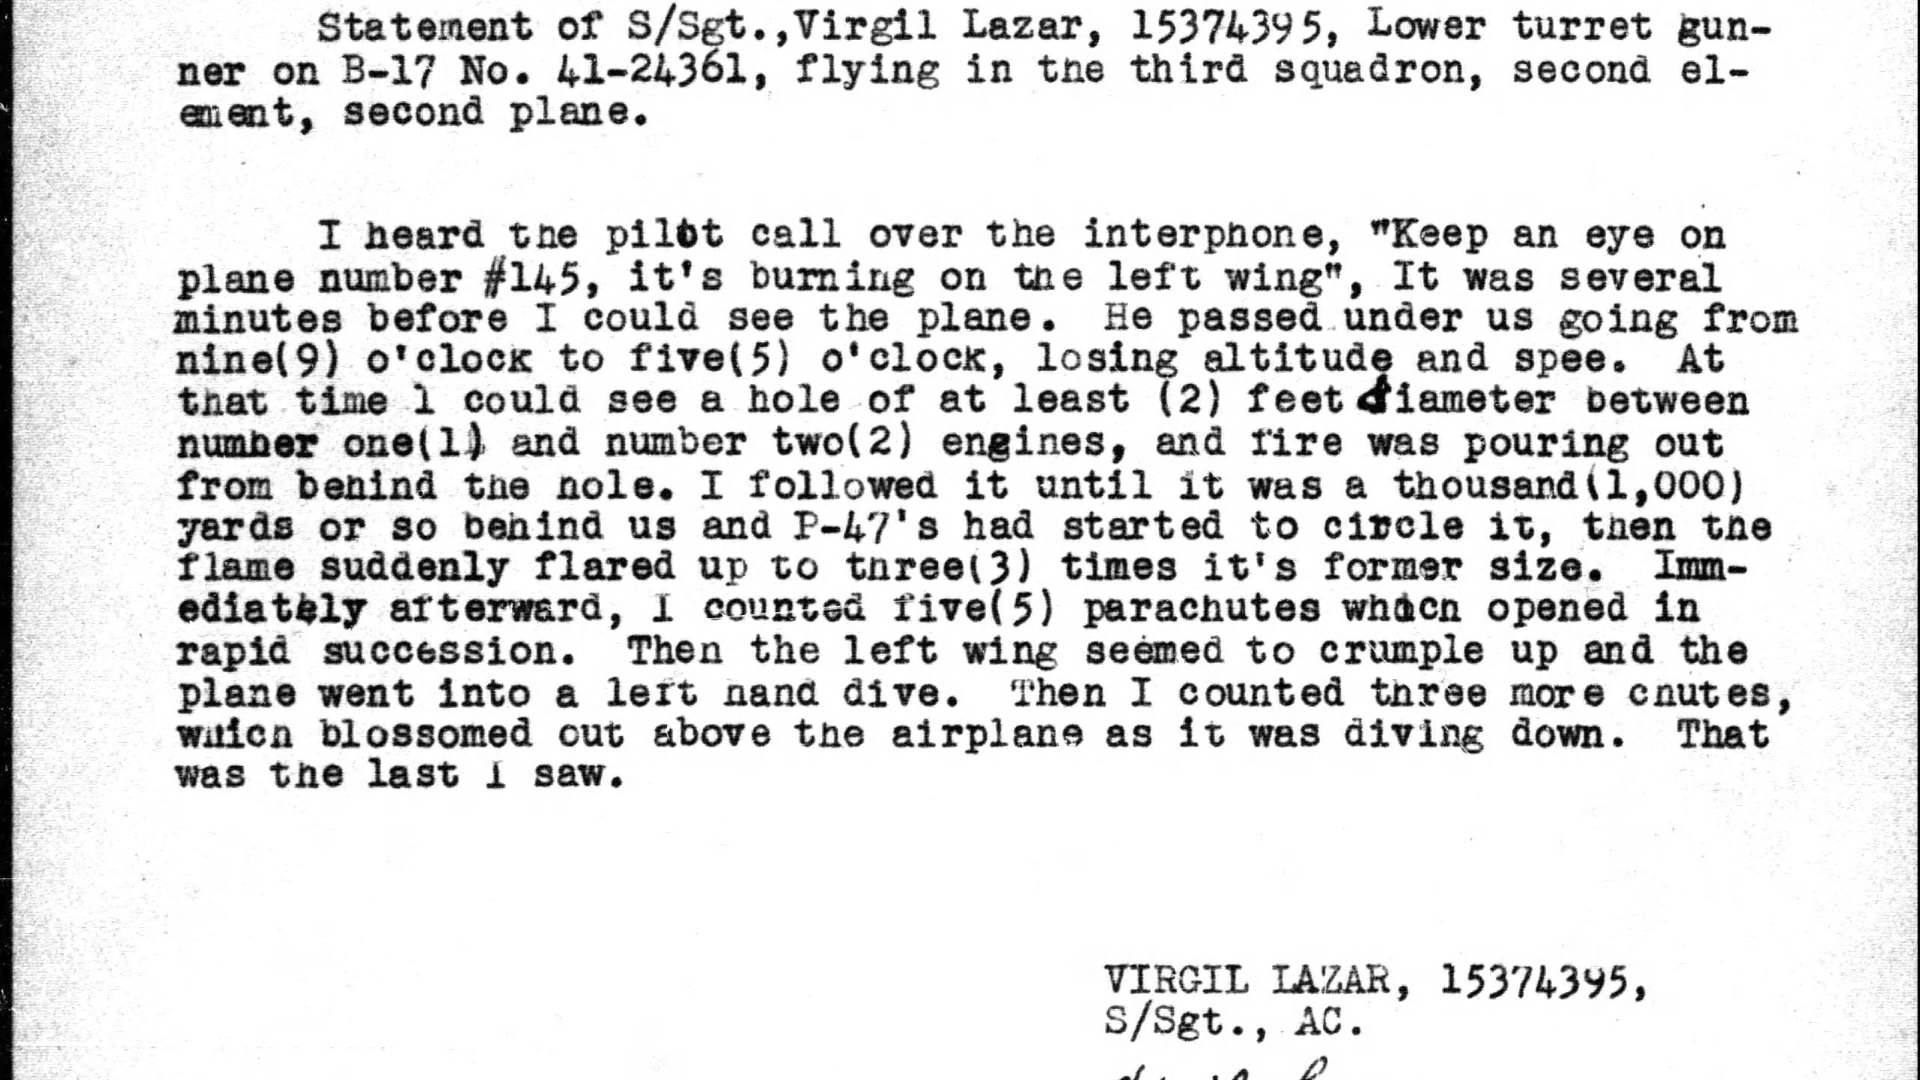 Statement of S/Sgt.,Virgil Lazar, 15374395, Lower turret gun-
ner on B-17 No. 41-24361, flying in the third squadron, second el-
ement, second plane.
I heard the pilot call over the interphone, "Keep an eye on
plane number #145, it's burning on the left wing", It was several
minutes before I could see the plane. He passed under us going from
nine(9) o'clock to five(5) o'clock, losing altitude and spee. At
that time I could see a hole of at least (2) feet diameter between
number one(1) and number two(2) engines, and fire was pouring out
from behind the hole. I followed it until it was a thousand(1,000)
yards or so behind us and P-47's had started to circle it, then the
flame suddenly flared up to three(3) times it's former size. Imm-
ediately afterward, I counted five(5) parachutes which opened in
rapid succession. Then the left wing seemed to crumple up and the
plane went into a left hand dive. Then I counted three more chutes,
which blossomed out above the airplane as it was diving down. That
was the last I saw.
VIRGIL LAZAR, 15374395,
S/Sgt., AC.